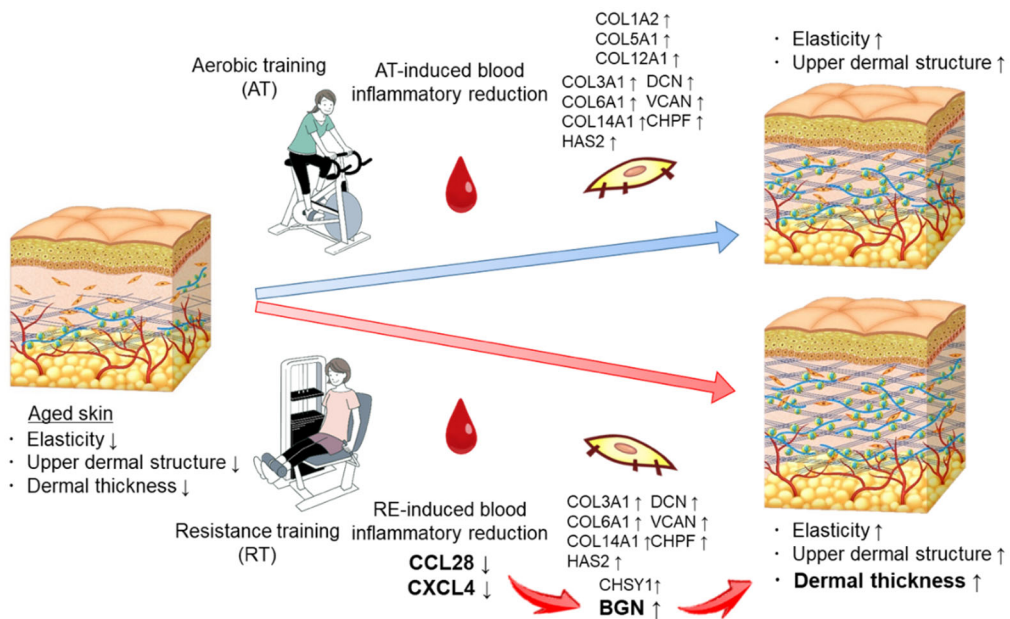 Aerobic training
(AT)
AT-induced blood
inflammatory reduction
COL1A2 ↑
COL5A1 ↑
COL12A1 ↑
COL3A1 ↑ DCN ↑
COL6A1 ↑ VCAN ↑
COL14A1 ↑ CHPF ↑
HAS2 ↑
· Elasticity ↑
· Upper dermal structure ↑
Aged skin
· Elasticity ↓
· Upper dermal structure ↓
· Dermal thickness ↓
Resistance training
(RT)
RE-induced blood
inflammatory reduction
CCL28 ↓
CXCL4 ↓
COL3A1 ↑ DCN ↑
COL6A1 ↑ VCAN ↑
COL14A1 ↑ CHPF ↑
HAS2 ↑
CHSY1 ↑
BGN ↑
· Elasticity ↑
· Upper dermal structure ↑
· Dermal thickness ↑